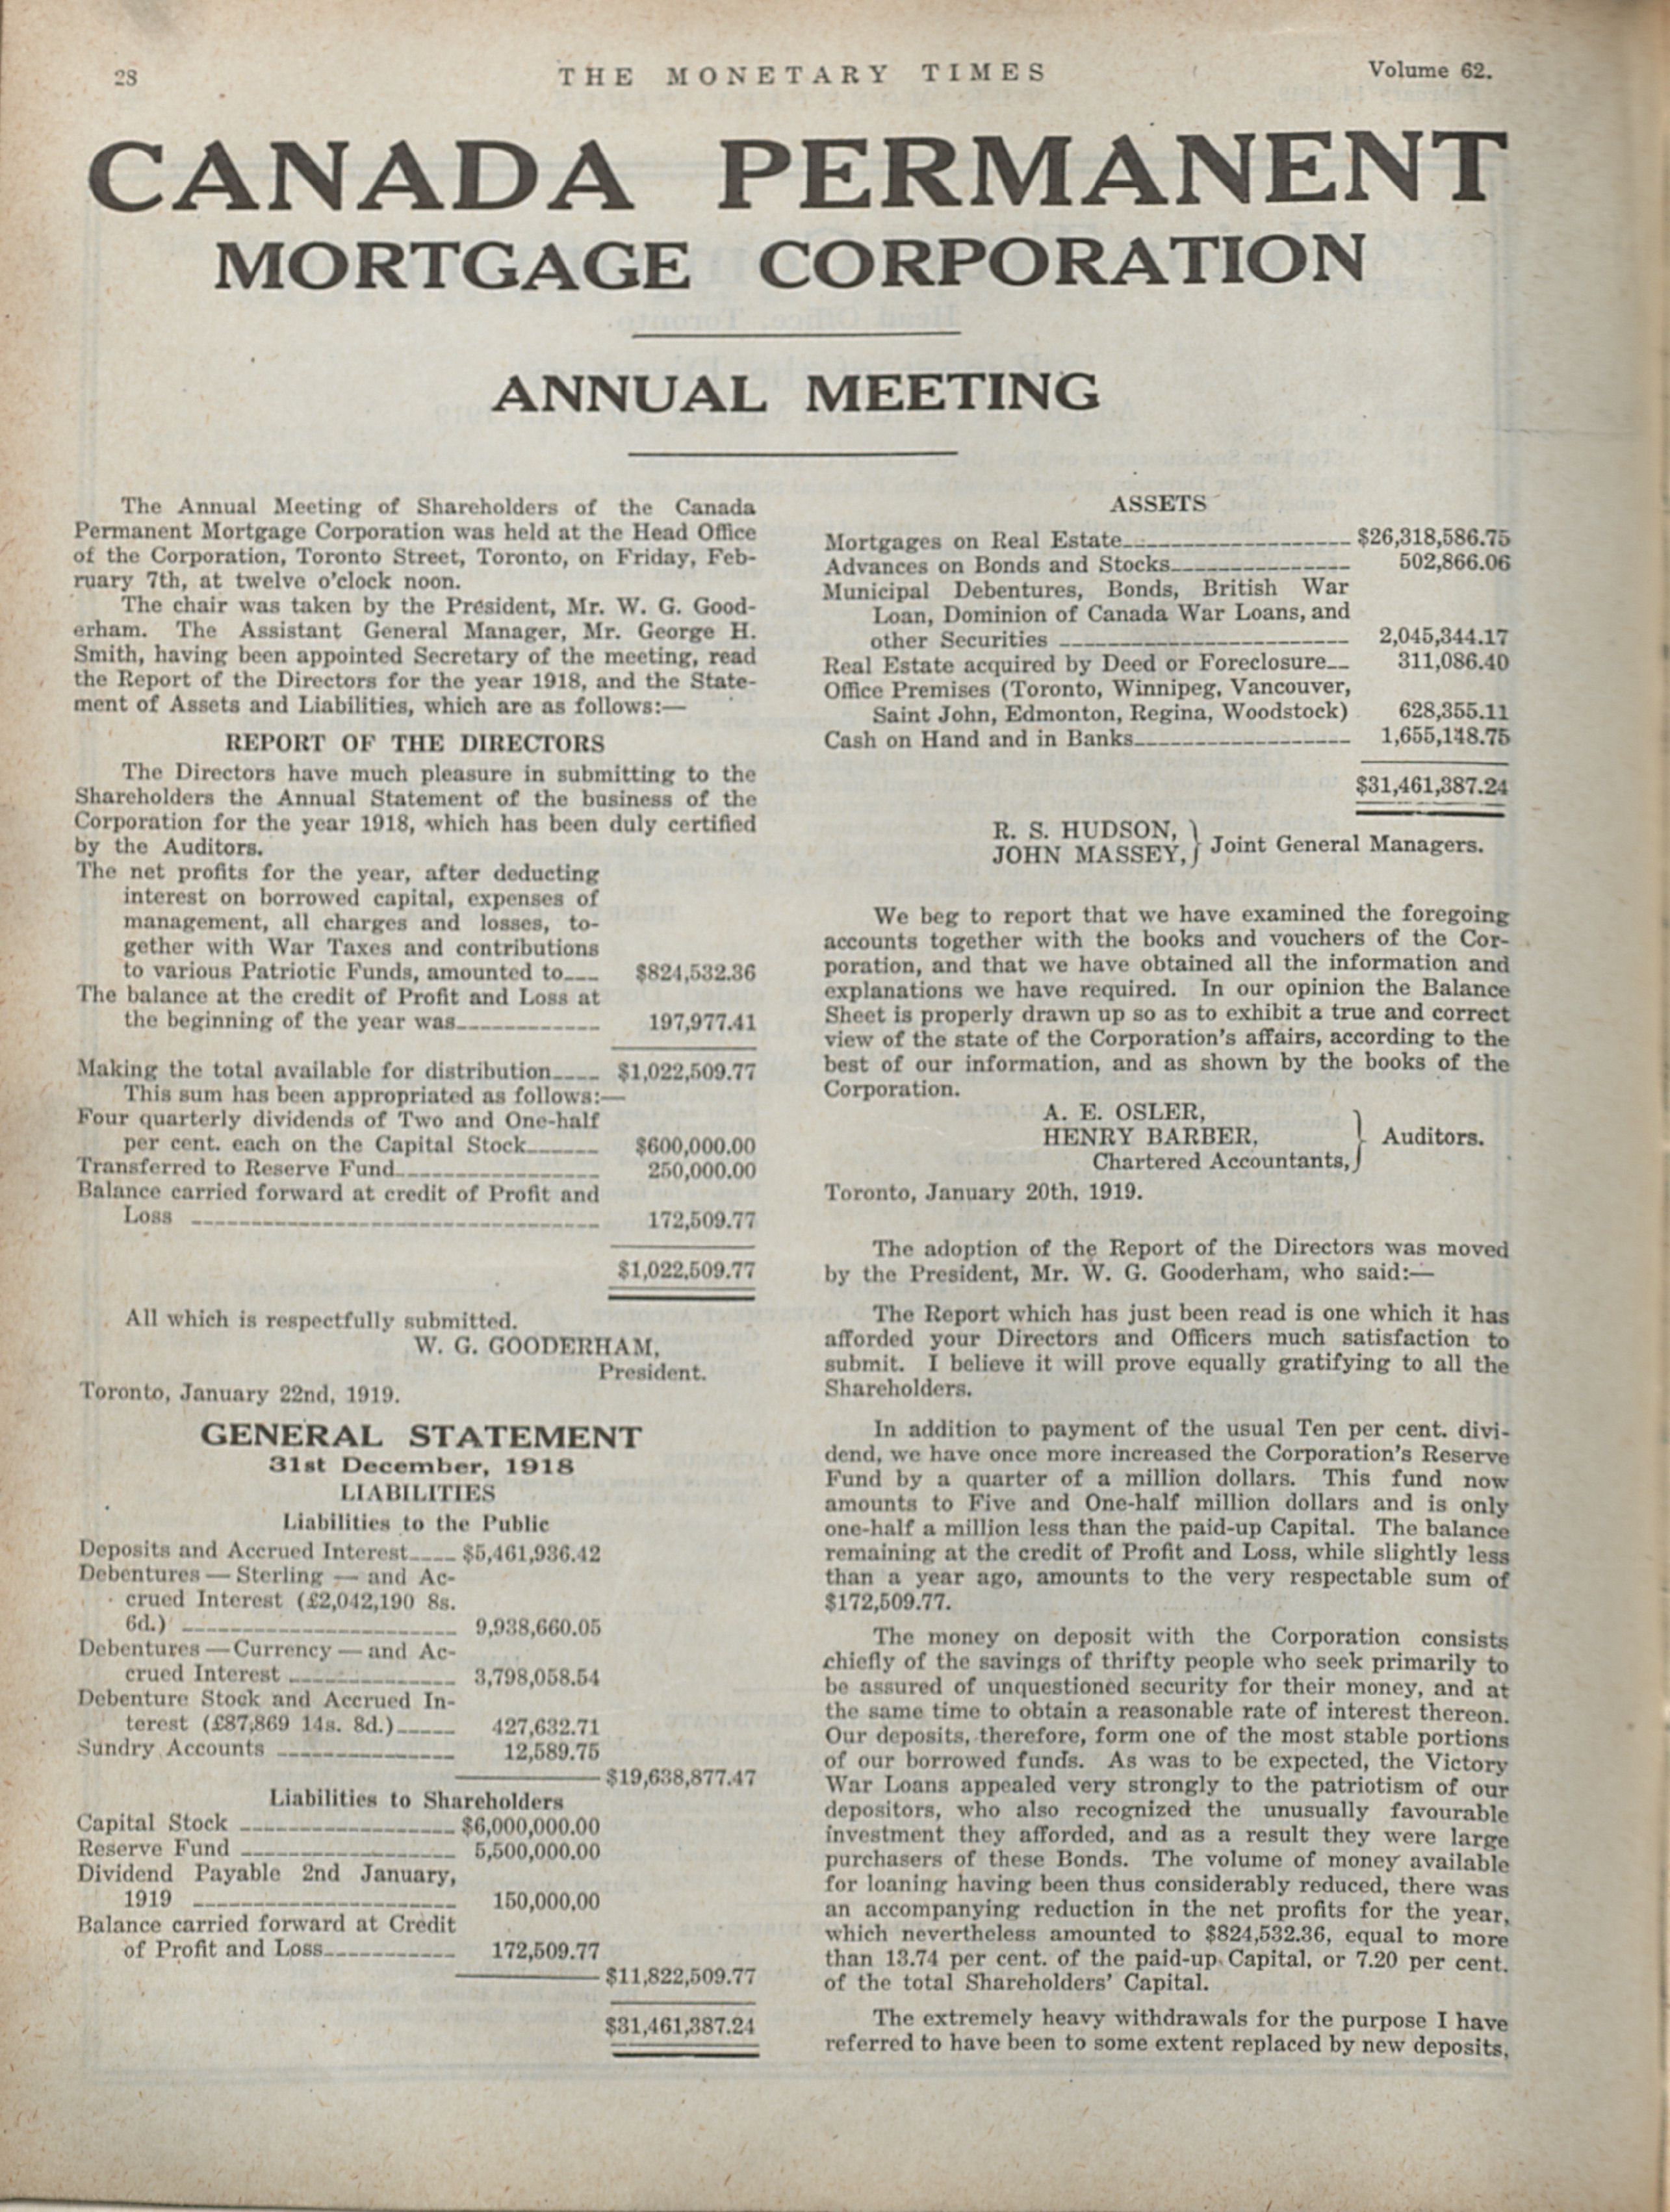 28
THE MONETARY TIMES
Volume 62.
CANADA PERMANENT
MORTGAGE CORPORATION
ANNUAL MEETING
The Annual Meeting of Shareholders of the Canada
Permanent Mortgage Corporation was held at the Head Office
of the Corporation, Toronto Street, Toronto, on Friday, Feb-
ruary 7th, at twelve o'clock noon.
The chair was taken by the President, Mr. W. G. Good-
erham. The Assistant General Manager, Mr. George H.
Smith, having been appointed Secretary of the meeting, read
the Report of the Directors for the year 1918, and the State-
ment of Assets and Liabilities, which are as follows:—
REPORT OF THE DIRECTORS
The Directors have much pleasure in submitting to the
Shareholders the Annual Statement of the business of the
Corporation for the year 1918, which has been duly certified
by the Auditors.
The net profits for the year, after deducting
interest on borrowed capital, expenses of
management, all charges and losses, to-
gether with War Taxes and contributions
to various Patriotic Funds, amounted to___ $824,532.36
The balance at the credit of Profit and Loss at
the beginning of the year was____________ 197,977.41
Making the total available for distribution____ $1,022,509.77
This sum has been appropriated as follows:—
Four quarterly dividends of Two and One-half
per cent. each on the Capital Stock______ $600,000.00
Transferred to Reserve Fund_________________ 250,000.00
Balance carried forward at credit of Profit and
Loss __________________________________ 172,509.77
$1,022,509.77
All which is respectfully submitted.
W. G. GOODERHAM,
President.
Toronto, January 22nd, 1919.
GENERAL STATEMENT
31st December, 1918
LIABILITIES
Liabilities to the Public
Deposits and Accrued Interest____ $5,461,936.42
Debentures — Sterling — and Ac-
crued Interest (£2,042,190 8s.
6d.) _______________________ 9,938,660.05
Debentures — Currency — and Ac-
crued Interest ______________ 3,798,058.54
Debenture Stock and Accrued In-
terest (£87,869 14s. 8d.)_____ 427,632.71
Sundry Accounts _______________ 12,589.75
$19,638,877.47
Liabilities to Shareholders
Capital Stock __________________ $6,000,000.00
Reserve Fund __________________ 5,500,000.00
Dividend Payable 2nd January,
1919 ______________________ 150,000.00
Balance carried forward at Credit
of Profit and Loss___________ 172,509.77
$11,822,509.77
$31,461,387.24
ASSETS
Mortgages on Real Estate___________________ $26,318,586.75
Advances on Bonds and Stocks_______________ 502,866.06
Municipal Debentures, Bonds, British War
Loan, Dominion of Canada War Loans, and
other Securities ________________________ 2,045,344.17
Real Estate acquired by Deed or Foreclosure__ 311,086.40
Office Premises (Toronto, Winnipeg, Vancouver,
Saint John, Edmonton, Regina, Woodstock) 628,355.11
Cash on Hand and in Banks__________________ 1,655,148.75
$31,461,387.24
R. S. HUDSON,
JOHN MASSEY, } Joint General Managers.
We beg to report that we have examined the foregoing
accounts together with the books and vouchers of the Cor-
poration, and that we have obtained all the information and
explanations we have required. In our opinion the Balance
Sheet is properly drawn up so as to exhibit a true and correct
view of the state of the Corporation's affairs, according to the
best of our information, and as shown by the books of the
Corporation.
A. E. OSLER,
HENRY BARBER, } Auditors.
Chartered Accountants,
Toronto, January 20th, 1919.
The adoption of the Report of the Directors was moved
by the President, Mr. W. G. Gooderham, who said:—
The Report which has just been read is one which it has
afforded your Directors and Officers much satisfaction to
submit. I believe it will prove equally gratifying to all the
Shareholders.
In addition to payment of the usual Ten per cent. divi-
dend, we have once more increased the Corporation's Reserve
Fund by a quarter of a million dollars. This fund now
amounts to Five and One-half million dollars and is only
one-half a million less than the paid-up Capital. The balance
remaining at the credit of Profit and Loss, while slightly less
than a year ago, amounts to the very respectable sum of
$172,509.77.
The money on deposit with the Corporation consists
chiefly of the savings of thrifty people who seek primarily to
be assured of unquestioned security for their money, and at
the same time to obtain a reasonable rate of interest thereon.
Our deposits, therefore, form one of the most stable portions
of our borrowed funds. As was to be expected, the Victory
War Loans appealed very strongly to the patriotism of our
depositors, who also recognized the unusually favourable
investment they afforded, and as a result they were large
purchasers of these Bonds. The volume of money available
for loaning having been thus considerably reduced, there was
an accompanying reduction in the net profits for the year,
which nevertheless amounted to $824,532.36, equal to more
than 13.74 per cent. of the paid-up Capital, or 7.20 per cent.
of the total Shareholders' Capital.
The extremely heavy withdrawals for the purpose I have
referred to have been to some extent replaced by new deposits,